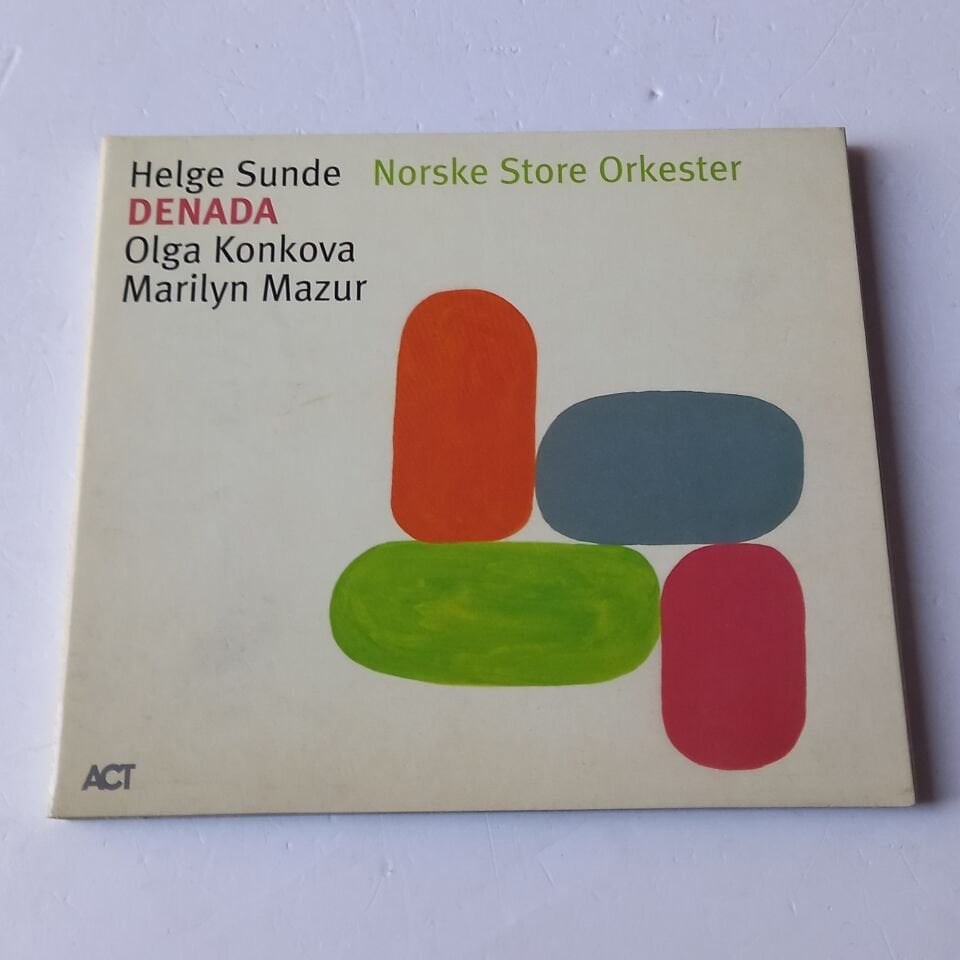 Helge Sunde Norske Store Orkester
DENADA
Olga Konkova
Marilyn Mazur
ACT